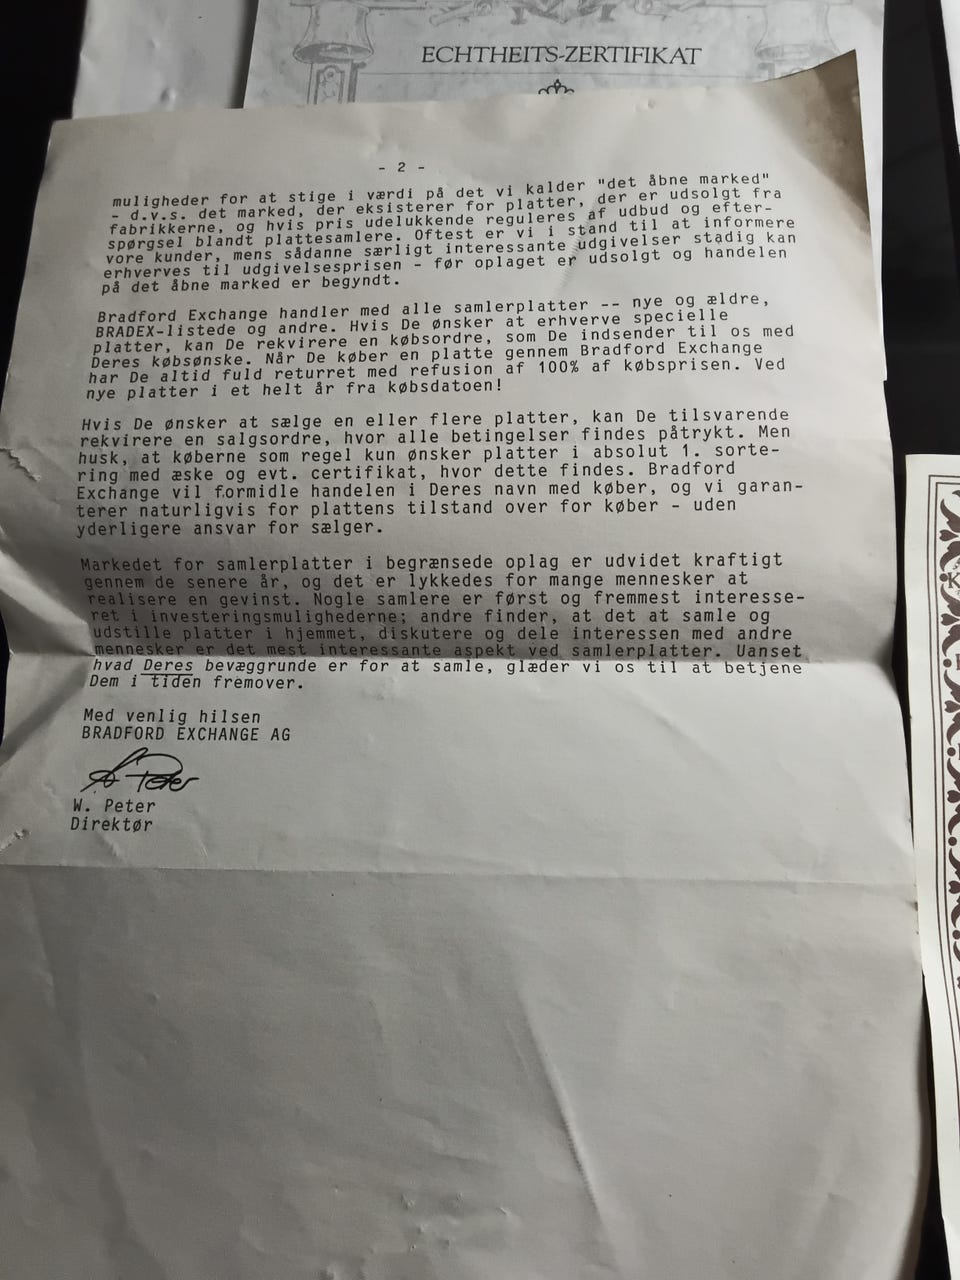 ECHTHEITS-ZERTIFIKAT
- 2 -
muligheder for at stige i værdi på det vi kalder "det åbne marked"
- d.v.s. det marked, der eksisterer for platter, der er udsolgt fra
fabrikkerne, og hvis pris udelukkende reguleres af udbud og efter-
spørgsel blandt plattesamlere. Oftest er vi i stand til at informere
vore kunder, mens sådanne særligt interessante udgivelser stadig kan
erhverves til udgivelsesprisen - før oplaget er udsolgt og handelen
på det åbne marked er begyndt.
Bradford Exchange handler med alle samlerplatter -- nye og ældre,
BRADEX-listede og andre. Hvis De ønsker at erhverve specielle
platter, kan De rekvirere en købsordre, som De indsender til os med
Deres købsønske. Når De køber en platte gennem Bradford Exchange
har De altid fuld returret med refusion af 100% af købsprisen. Ved
nye platter i et helt år fra købsdatoen!
Hvis De ønsker at sælge en eller flere platter, kan De tilsvarende
rekvirere en salgsordre, hvor alle betingelser findes påtrykt. Men
husk, at køberne som regel kun ønsker platter i absolut 1. sorte-
ring med æske og evt. certifikat, hvor dette findes. Bradford
Exchange vil formidle handelen i Deres navn med køber, og vi garan-
terer naturligvis for plattens tilstand over for køber - uden
yderligere ansvar for sælger.
Markedet for samlerplatter i begrænsede oplag er udvidet kraftigt
gennem de senere år, og det er lykkedes for mange mennesker at
realisere en gevinst. Nogle samlere er først og fremmest interesse-
ret i investeringsmulighederne; andre finder, at det at samle og
udstille platter i hjemmet, diskutere og dele interessen med andre
mennesker er det mest interessante aspekt ved samlerplatter. Uanset
hvad Deres bevæggrunde er for at samle, glæder vi os til at betjene
Dem i tiden fremover.
Med venlig hilsen
BRADFORD EXCHANGE AG
W. Peter
Direktør